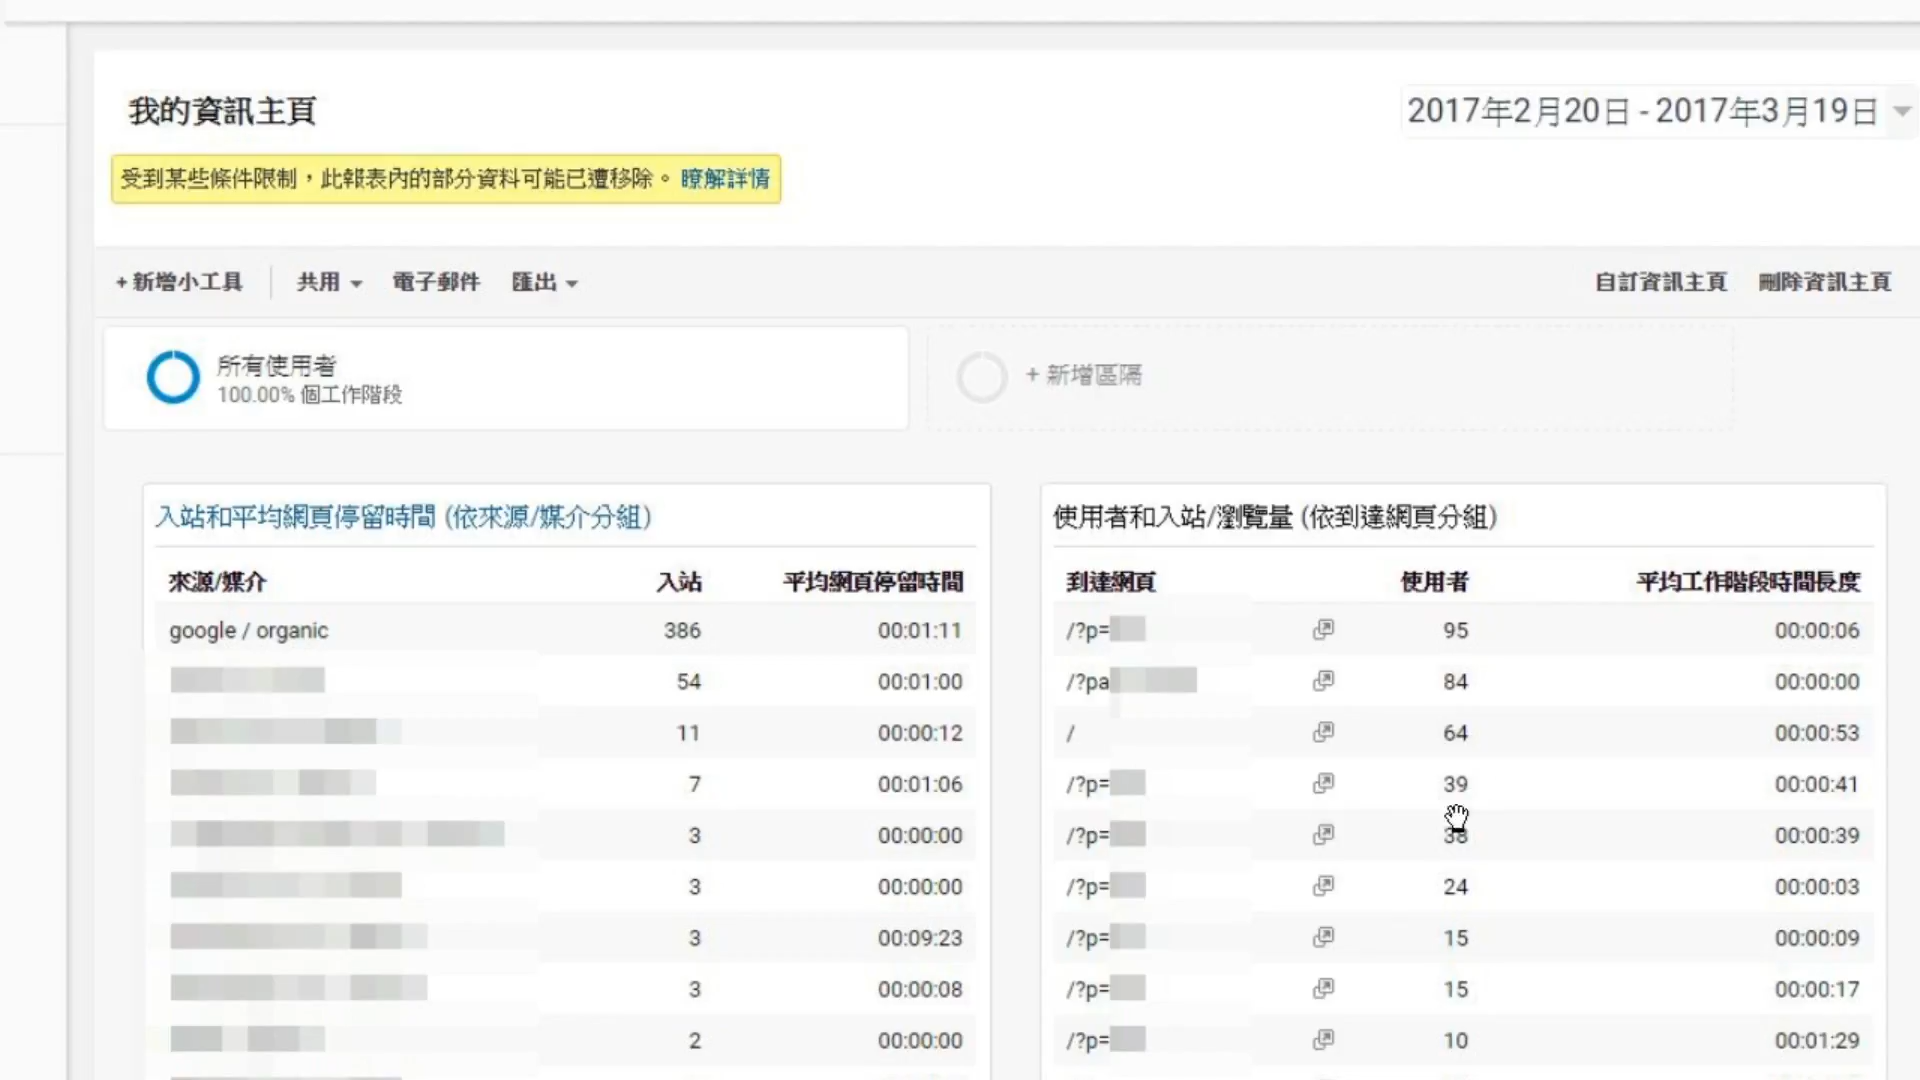 我的資訊主頁
2017年2月20日 - 2017年3月19日
受到某些條件限制，此報表內的部分資料可能已遭移除。 瞭解詳情
+ 新增小工具 共用 電子郵件 匯出 自訂資訊主頁 刪除資訊主頁
所有使用者
100.00% 個工作階段
+ 新增區隔
入站和平均網頁停留時間 (依來源/媒介分組)
來源/媒介 入站 平均網頁停留時間
google / organic 386 00:01:11
54 00:01:00
11 00:00:12
7 00:01:06
3 00:00:00
3 00:00:00
3 00:09:23
3 00:00:08
2 00:00:00
使用者和入站/瀏覽量 (依到達網頁分組)
到達網頁 使用者 平均工作階段時間長度
/?p= 95 00:00:06
/?pa 84 00:00:00
/ 64 00:00:53
/?p= 39 00:00:41
/?p= 38 00:00:39
/?p= 24 00:00:03
/?p= 15 00:00:09
/?p= 15 00:00:17
/?p= 10 00:01:29